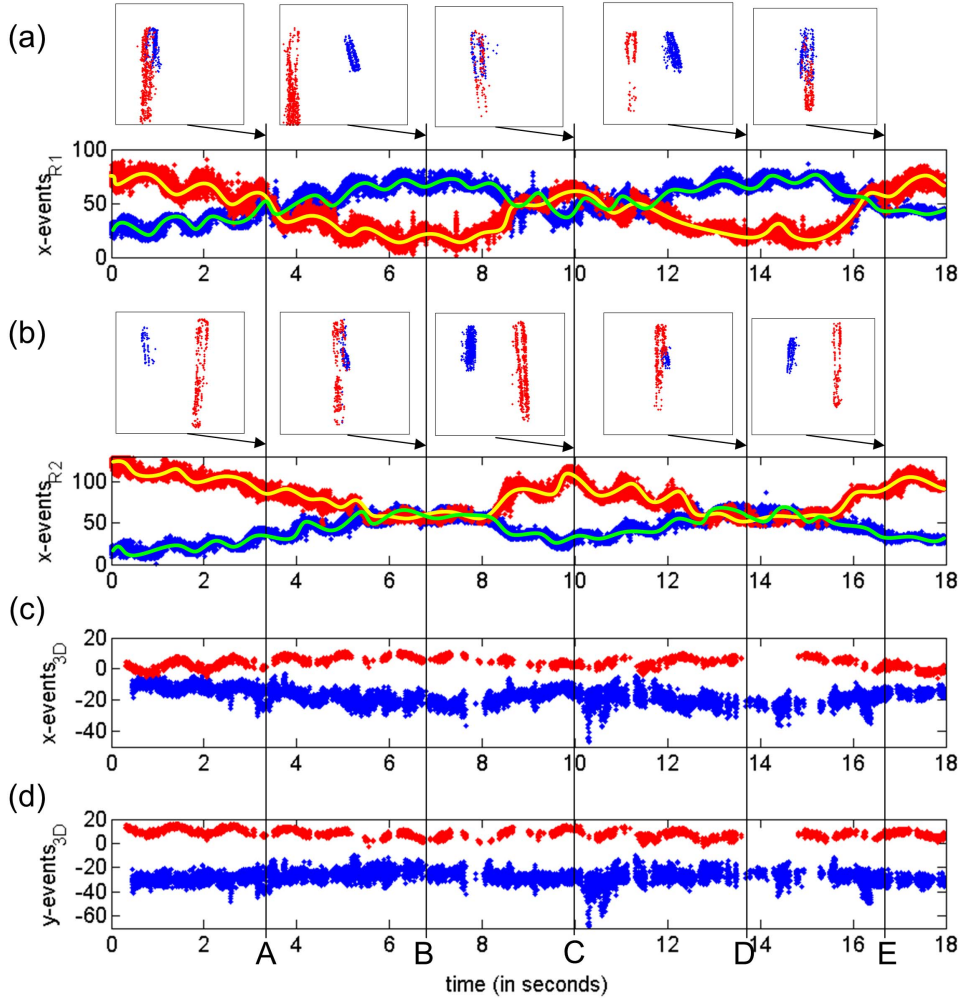 (a)
x-events_R1
100
50
0
0 2 4 6 8 10 12 14 16 18
(b)
x-events_R2
100
50
0
0 2 4 6 8 10 12 14 16 18
(c)
x-events_3D
20
0
-20
-40
0 2 4 6 8 10 12 14 16 18
(d)
y-events_3D
20
0
-20
-40
-60
0 2 4 6 8 10 12 14 16 18
A B C D E
time (in seconds)